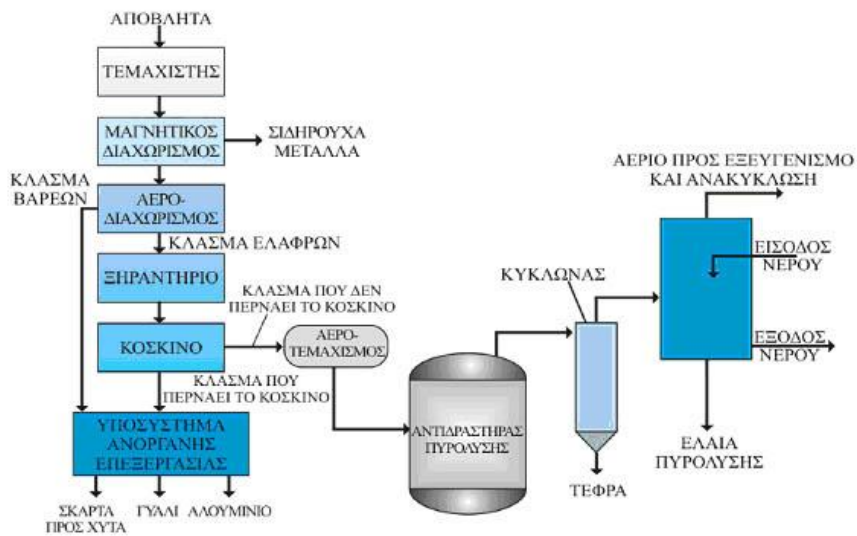 ΑΠΟΒΛΗΤΑ
ΤΕΜΑΧΙΣΤΗΣ
ΜΑΓΝΗΤΙΚΟΣ
ΔΙΑΧΩΡΙΣΜΟΣ
ΣΙΔΗΡΟΥΧΑ
ΜΕΤΑΛΛΑ
ΚΛΑΣΜΑ
ΒΑΡΕΩΝ
ΑΕΡΟ-
ΔΙΑΧΩΡΙΣΜΟΣ
ΚΛΑΣΜΑ ΕΛΑΦΡΩΝ
ΞΗΡΑΝΤΗΡΙΟ
ΚΛΑΣΜΑ ΠΟΥ ΔΕΝ
ΠΕΡΝΑΕΙ ΤΟ ΚΟΣΚΙΝΟ
ΚΟΣΚΙΝΟ
ΑΕΡΟ-
ΤΕΜΑΧΙΣΜΟΣ
ΚΛΑΣΜΑ ΠΟΥ
ΠΕΡΝΑΕΙ ΤΟ ΚΟΣΚΙΝΟ
ΥΠΟΣΥΣΤΗΜΑ
ΑΝΟΡΓΑΝΗΣ
ΕΠΕΞΕΡΓΑΣΙΑΣ
ΣΚΑΡΤΑ
ΠΡΟΣ ΧΥΤΑ
ΓΥΑΛΙ
ΑΛΟΥΜΙΝΙΟ
ΑΝΤΙΔΡΑΣΤΗΡΑΣ
ΠΥΡΟΛΥΣΗΣ
ΚΥΚΛΩΝΑΣ
ΤΕΦΡΑ
ΑΕΡΙΟ ΠΡΟΣ ΕΞΕΥΓΕΝΙΣΜΟ
ΚΑΙ ΑΝΑΚΥΚΛΩΣΗ
ΕΙΣΟΔΟΣ
ΝΕΡΟΥ
ΕΞΟΔΟΣ
ΝΕΡΟΥ
ΕΛΑΙΑ
ΠΥΡΟΛΥΣΗΣ